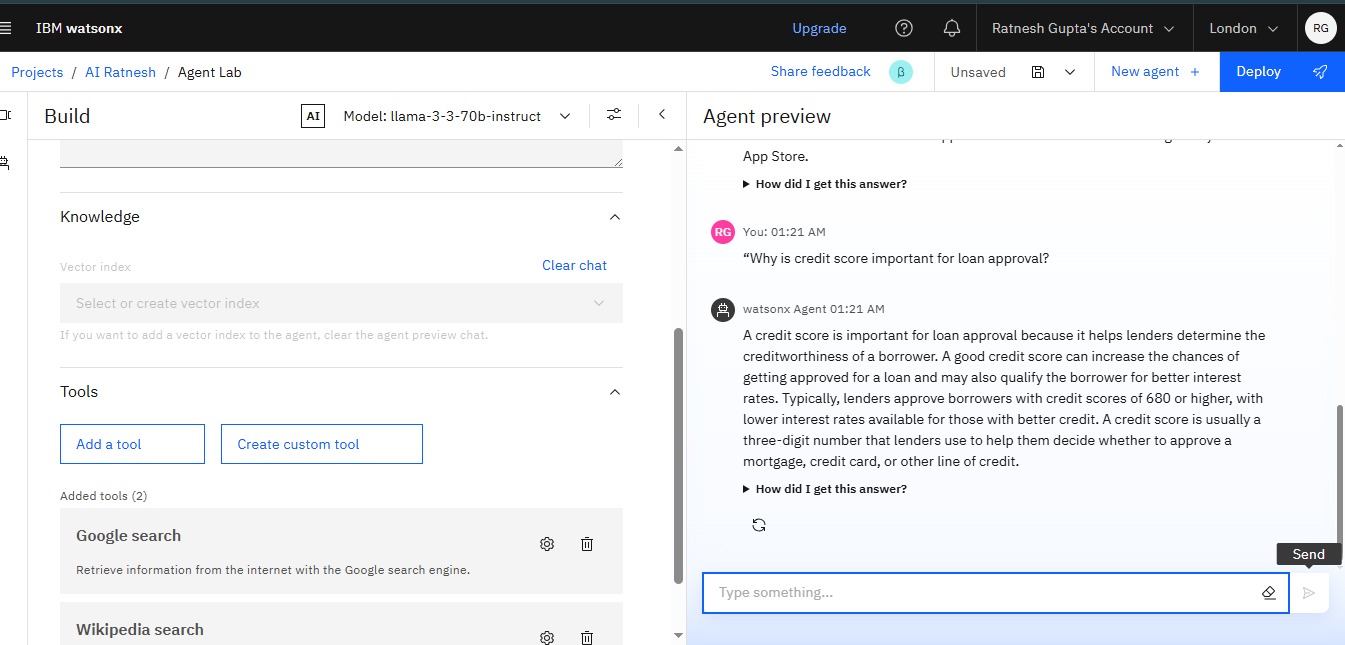 IBM watsonx
Upgrade
Ratnesh Gupta's Account
London
RG
Projects / AI Ratnesh / Agent Lab
Share feedback
β
Unsaved
New agent +
Deploy
Build
AI
Model: llama-3-3-70b-instruct
Knowledge
Vector index
Clear chat
Select or create vector index
If you want to add a vector index to the agent, clear the agent preview chat.
Tools
Add a tool
Create custom tool
Added tools (2)
Google search
Retrieve information from the internet with the Google search engine.
Wikipedia search
Agent preview
App Store.
How did I get this answer?
RG
You: 01:21 AM
“Why is credit score important for loan approval?
watsonx Agent 01:21 AM
A credit score is important for loan approval because it helps lenders determine the
creditworthiness of a borrower. A good credit score can increase the chances of
getting approved for a loan and may also qualify the borrower for better interest
rates. Typically, lenders approve borrowers with credit scores of 680 or higher, with
lower interest rates available for those with better credit. A credit score is usually a
three-digit number that lenders use to help them decide whether to approve a
mortgage, credit card, or other line of credit.
How did I get this answer?
Send
Type something...